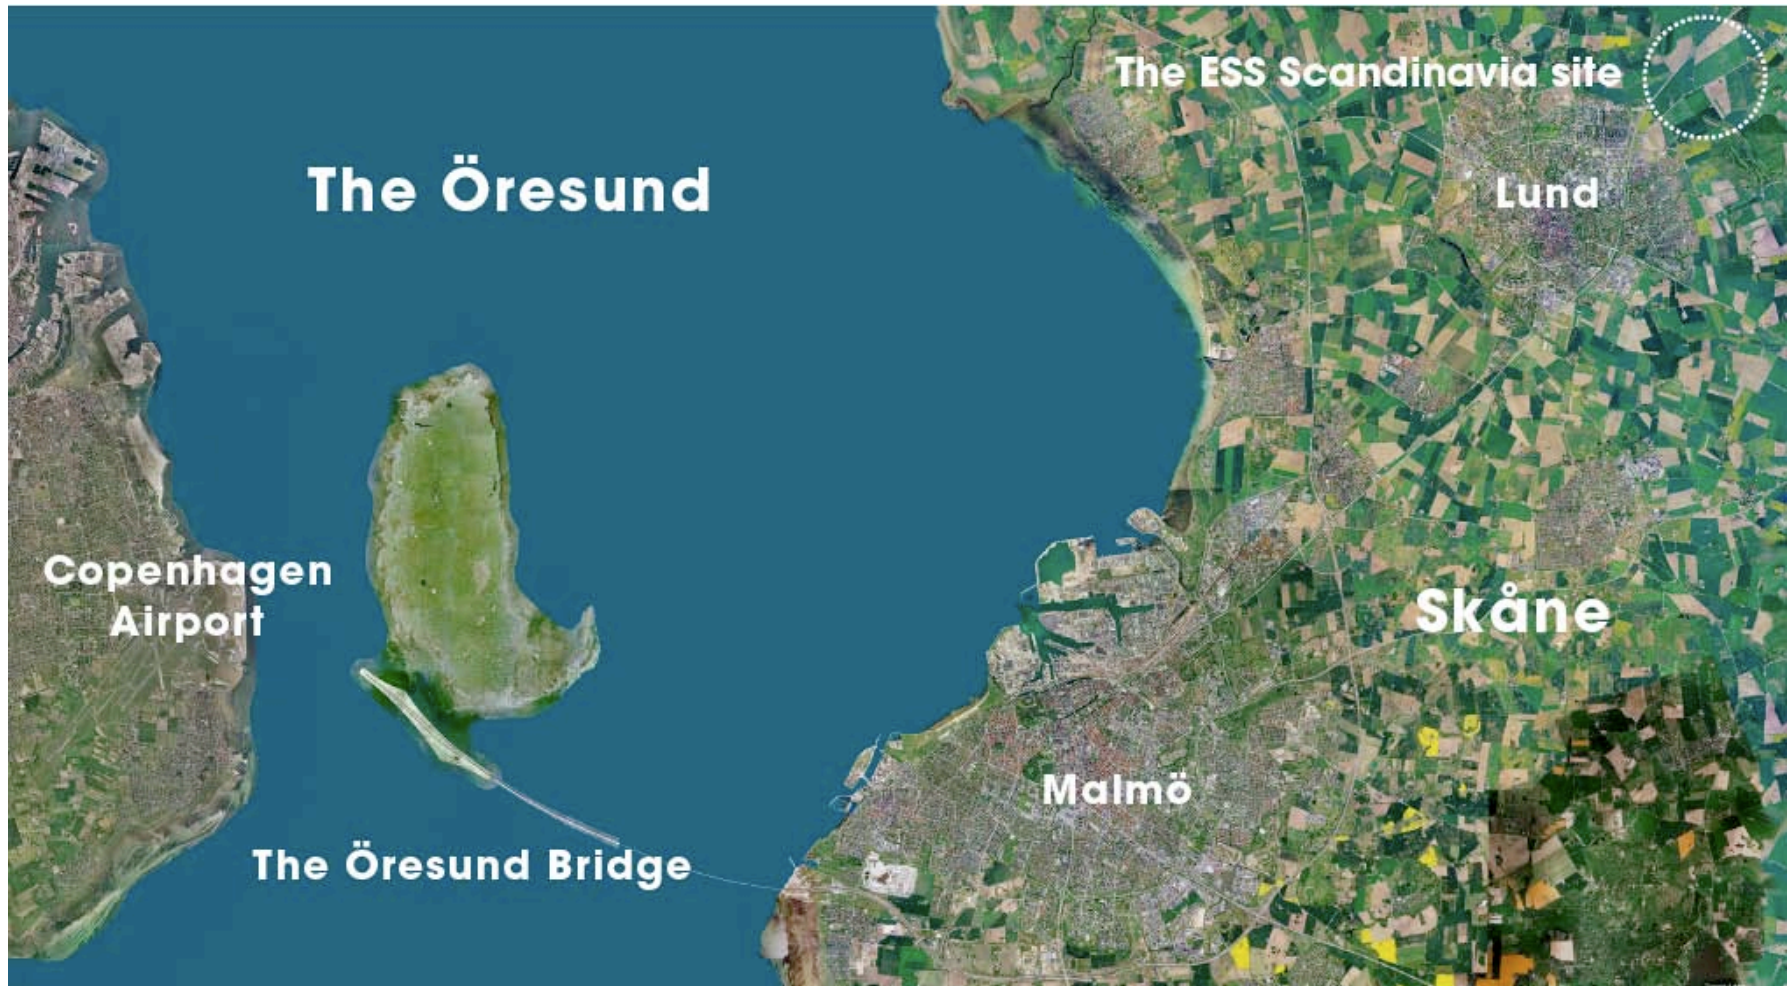 The ESS Scandinavia site
The Öresund
Lund
Copenhagen
Airport
Skåne
Malmö
The Öresund Bridge